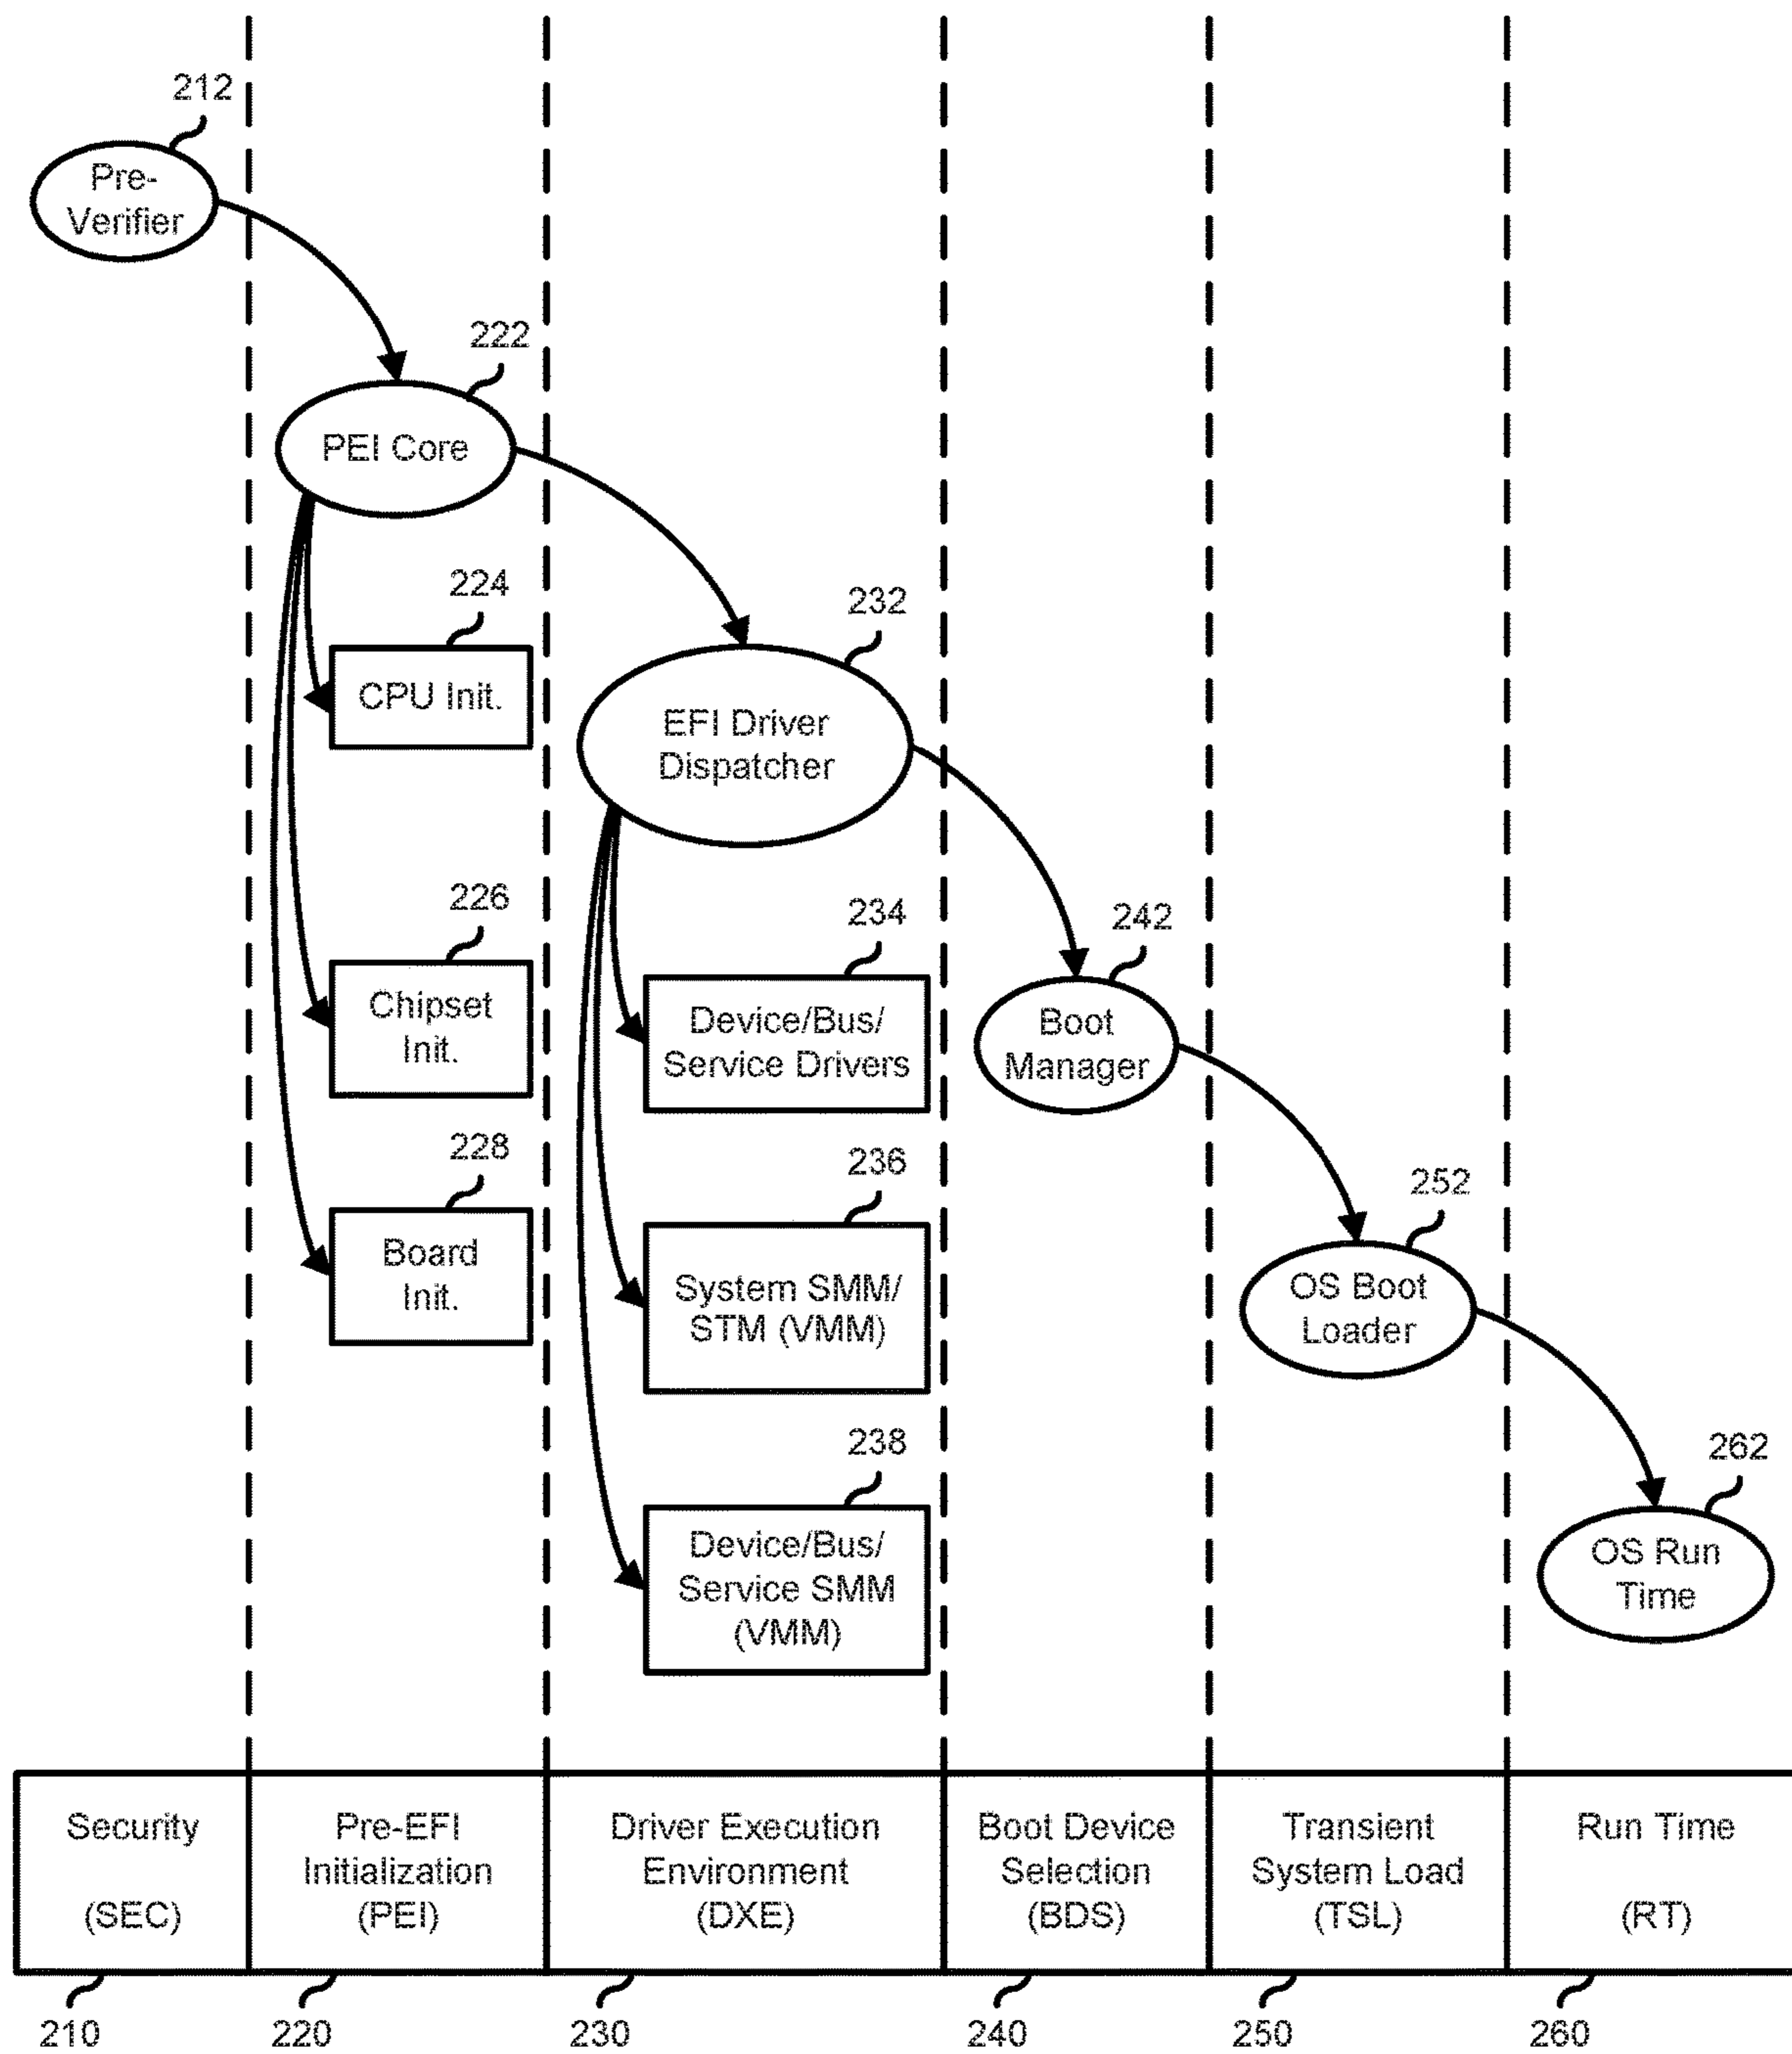 212
Pre-
Verifier
222
PEI Core
224
CPU Init.
232
EFI Driver
Dispatcher
226
Chipset
Init.
234
Device/Bus/
Service Drivers
242
Boot
Manager
228
Board
Init.
236
System SMM/
STM (VMM)
252
OS Boot
Loader
238
Device/Bus/
Service SMM
(VMM)
262
OS Run
Time
Security
(SEC)
Pre-EFI
Initialization
(PEI)
Driver Execution
Environment
(DXE)
Boot Device
Selection
(BDS)
Transient
System Load
(TSL)
Run Time
(RT)
210
220
230
240
250
260